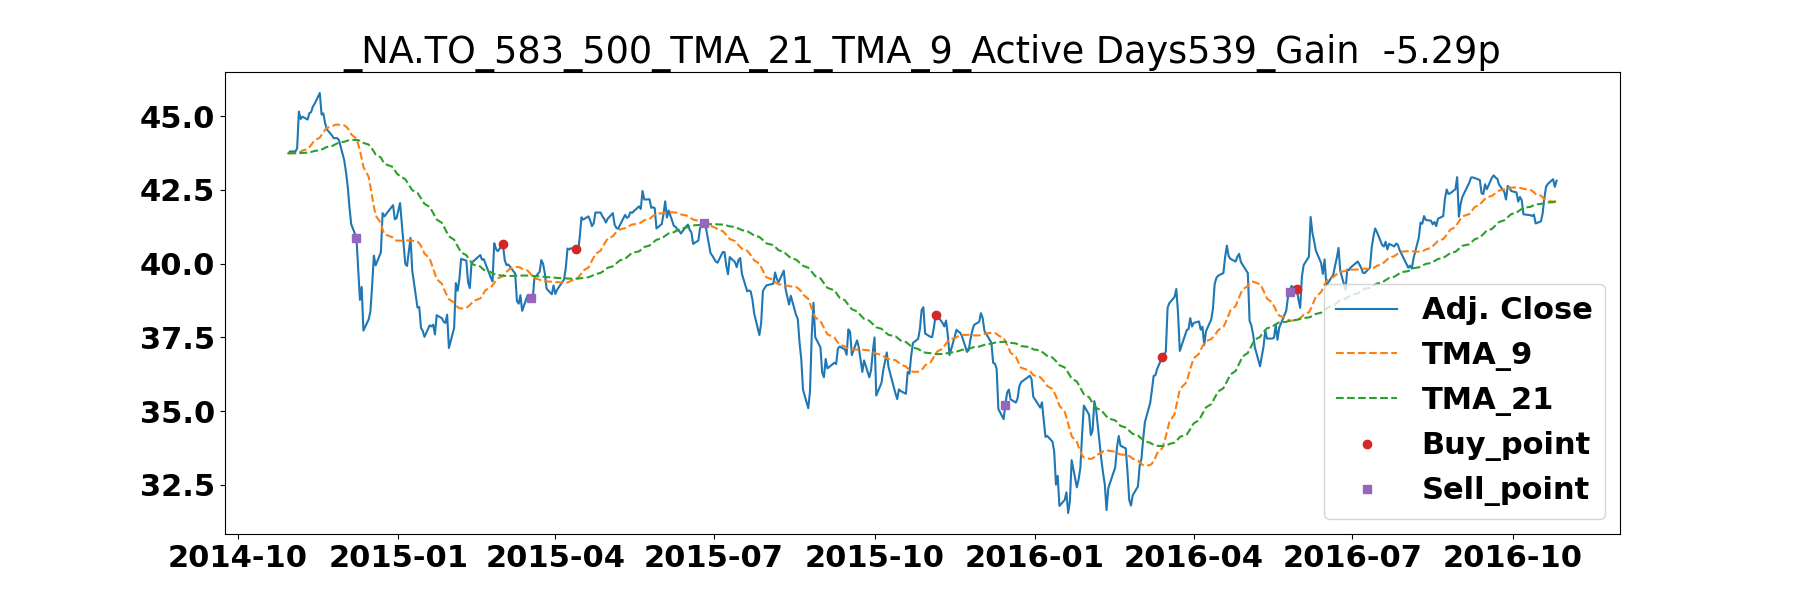 _NA.TO_583_500_TMA_21_TMA_9_Active Days539_Gain  -5.29p
45.0
42.5
40.0
37.5
35.0
32.5
Adj. Close
TMA_9
TMA_21
Buy_point
Sell_point
2014-10 2015-01 2015-04 2015-07 2015-10 2016-01 2016-04 2016-07 2016-10